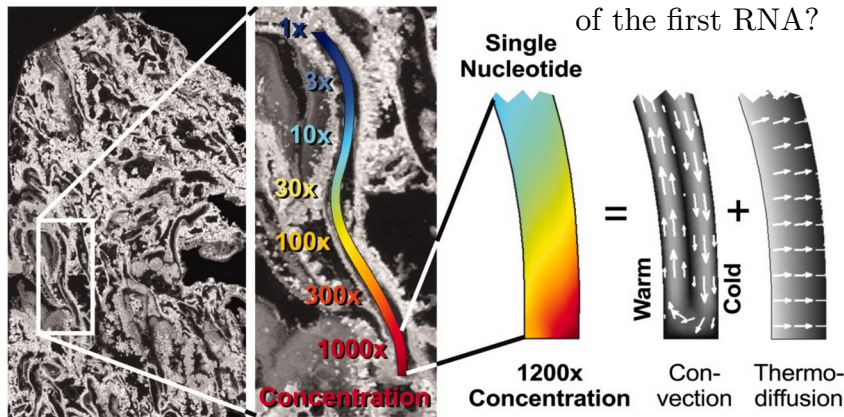 of the first RNA?
1x
3x
10x
30x
100x
300x
1000x
Concentration
Single
Nucleotide
1200x
Concentration
=
Warm
Cold
Con-
vection
+
Thermo-
diffusion